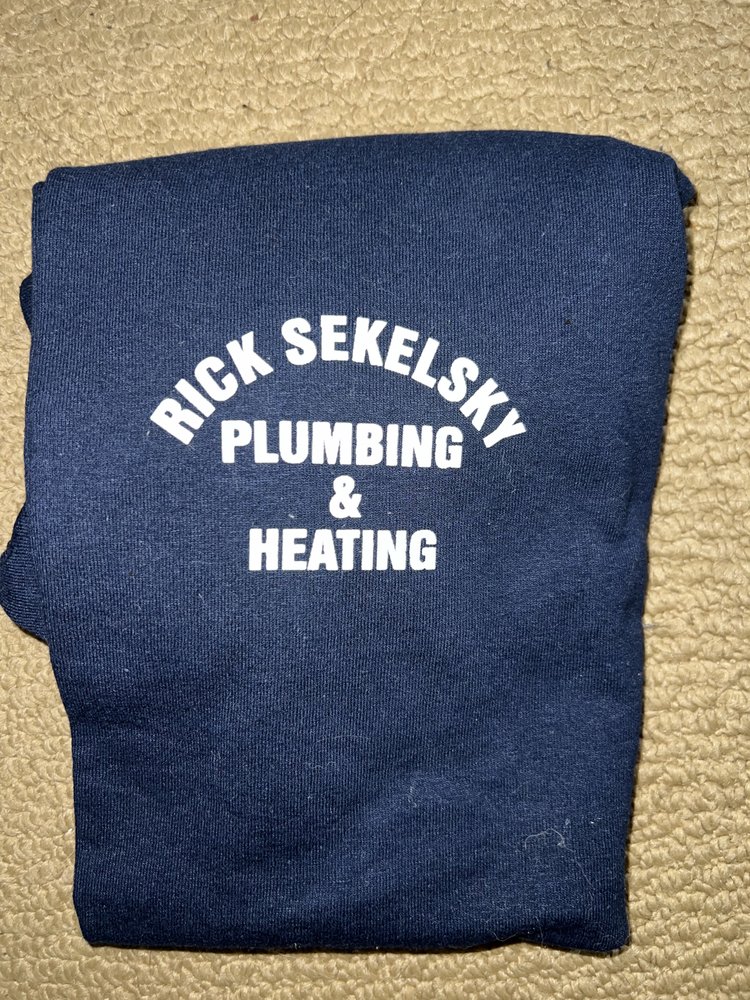 RICK SEKELSKY
PLUMBING
&
HEATING